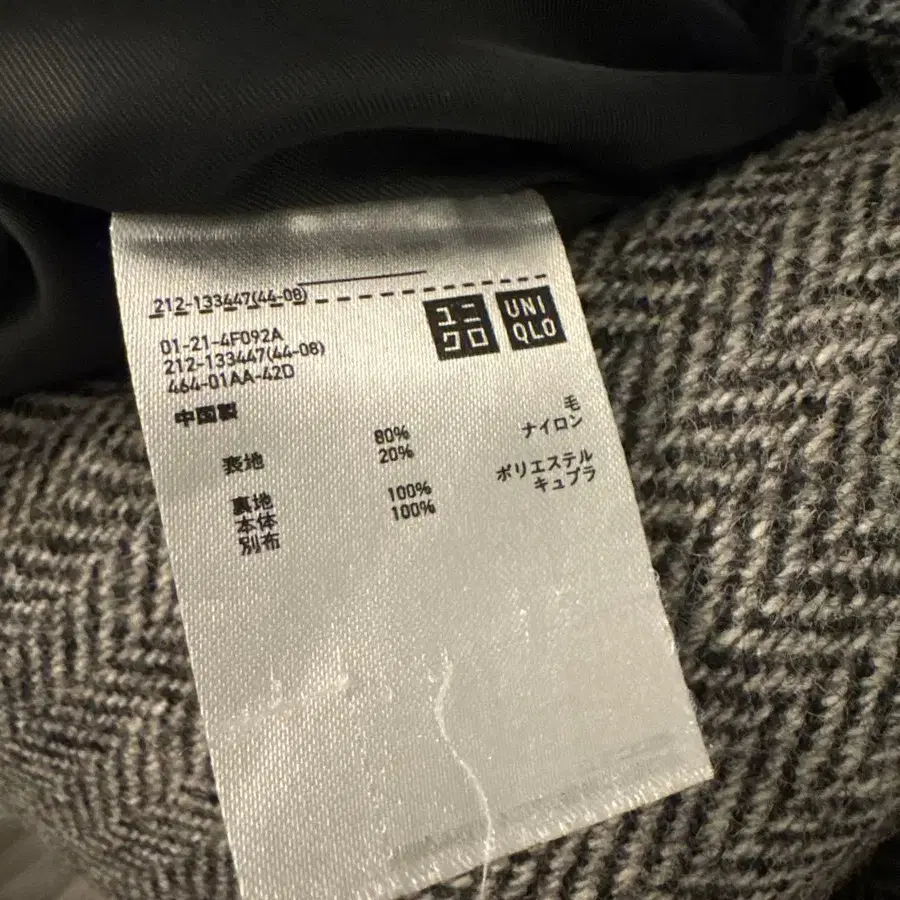 212-133447(44-08)
ユニクロ
UNIQLO
01-21-4F092A
212-133447(44-08)
464-01AA-42D
中国製
表地 80% 毛
20% ナイロン
裏地
本体 100% ポリエステル
別布 100% キュプラ